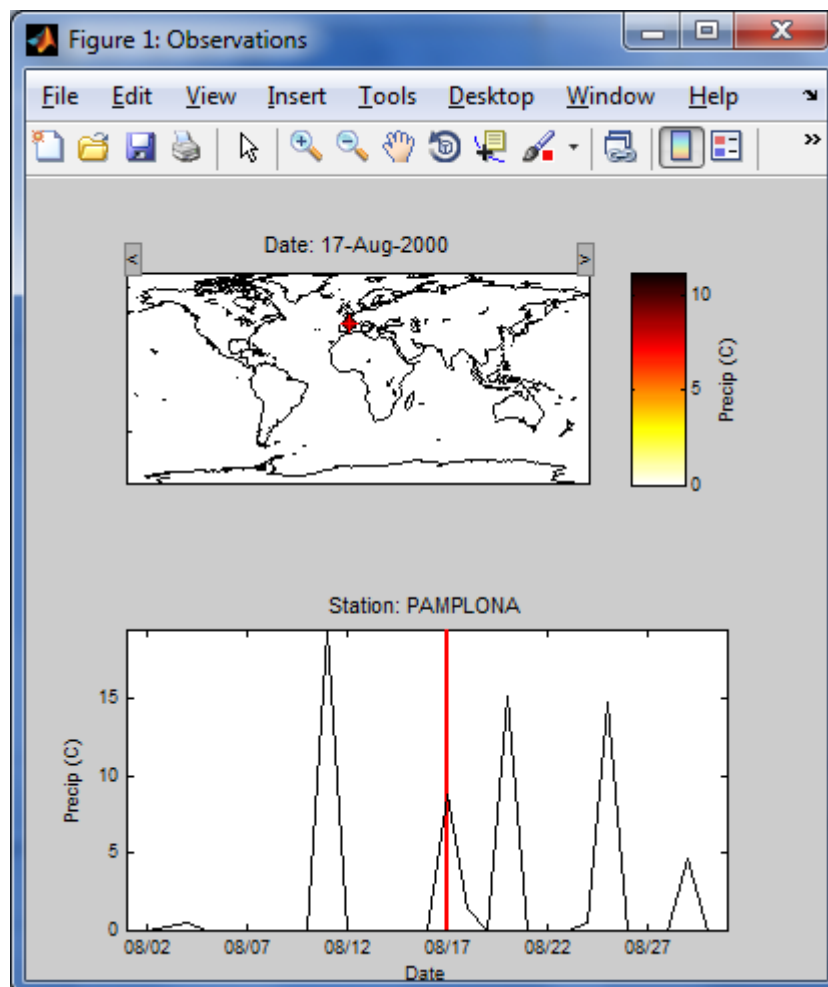 Figure 1: Observations
File Edit View Insert Tools Desktop Window Help
Date: 17-Aug-2000
< >
10
5
0
Precip (C)
Station: PAMPLONA
15
10
5
0
Precip (C)
08/02 08/07 08/12 08/17 08/22 08/27
Date